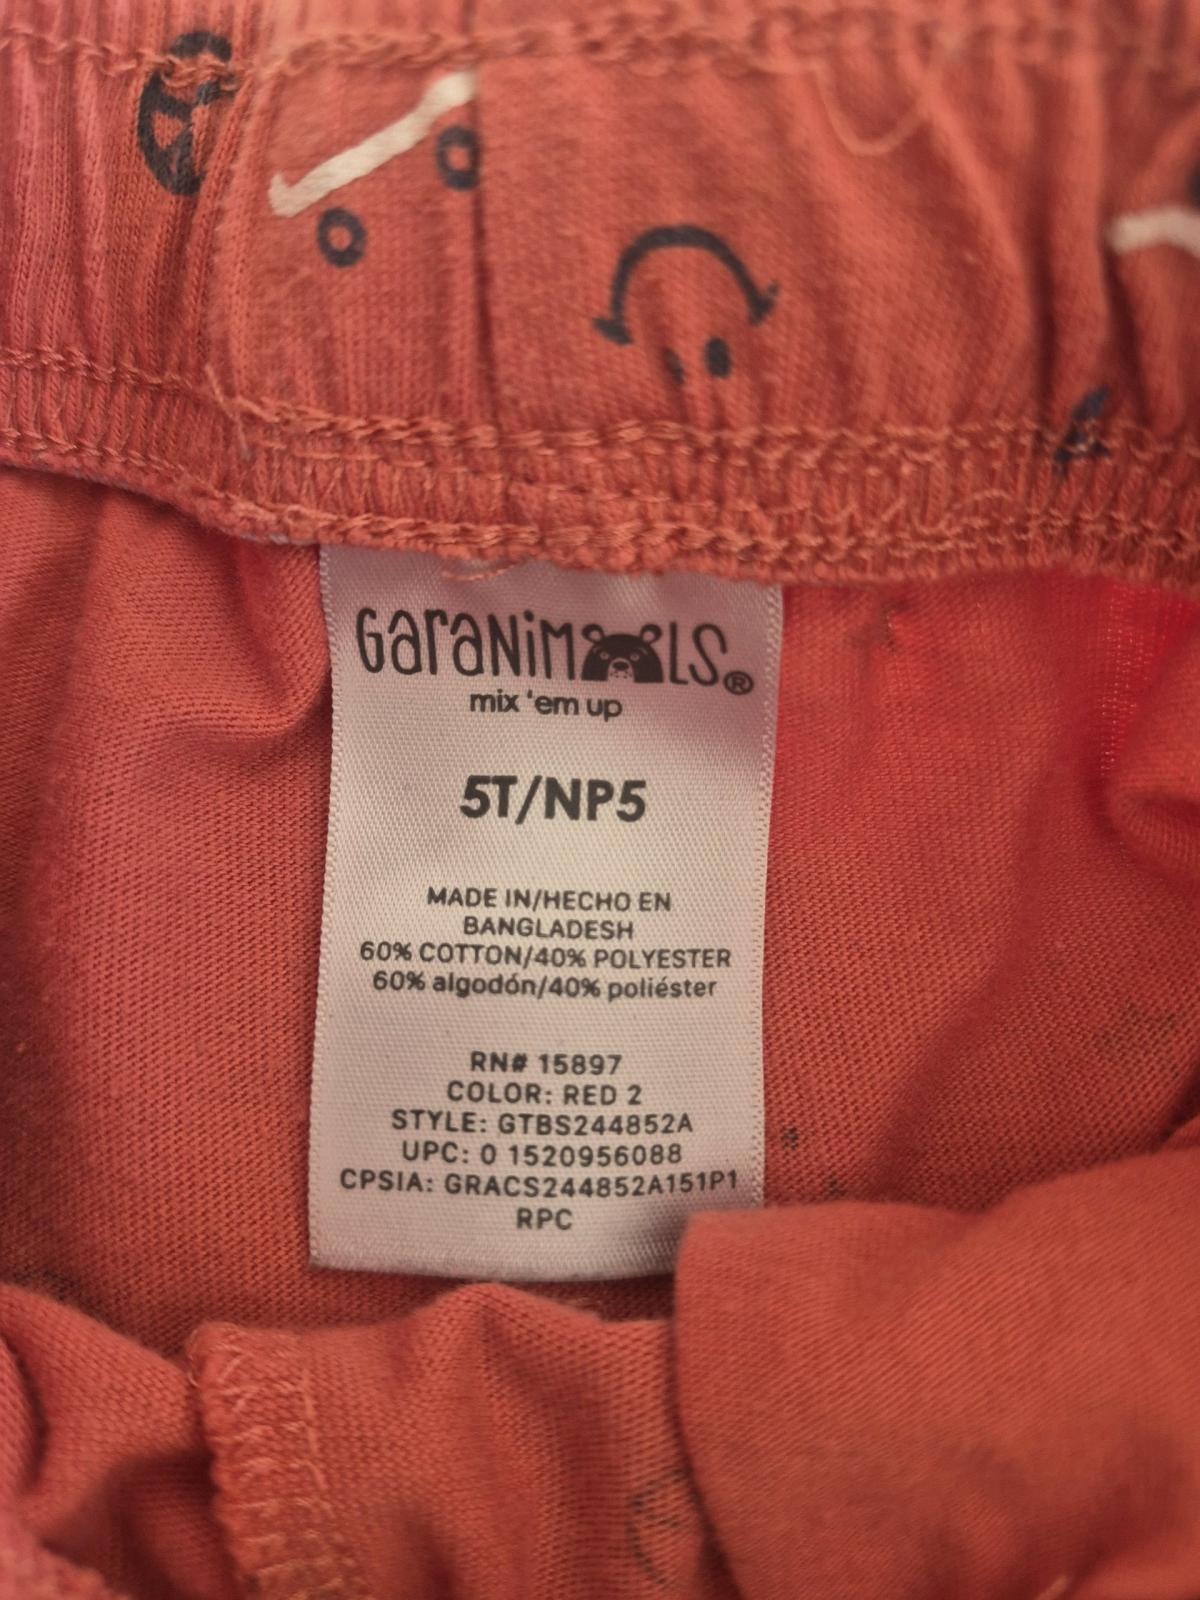 GaraNimALS®
mix 'em up
5T/NP5
MADE IN/HECHO EN
BANGLADESH
60% COTTON/40% POLYESTER
60% algodón/40% poliéster
RN# 15897
COLOR: RED 2
STYLE: GTBS244852A
UPC: 0 1520956088
CPSIA: GRACS244852A151P1
RPC